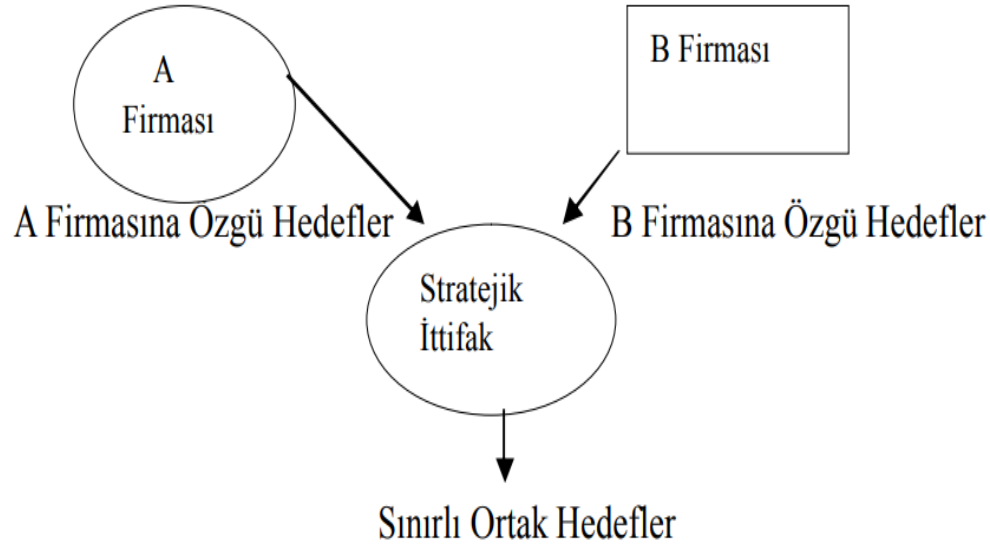 A
Firması
B Firması
A Firmasına Özgü Hedefler
B Firmasına Özgü Hedefler
Stratejik
İttifak
Sınırlı Ortak Hedefler